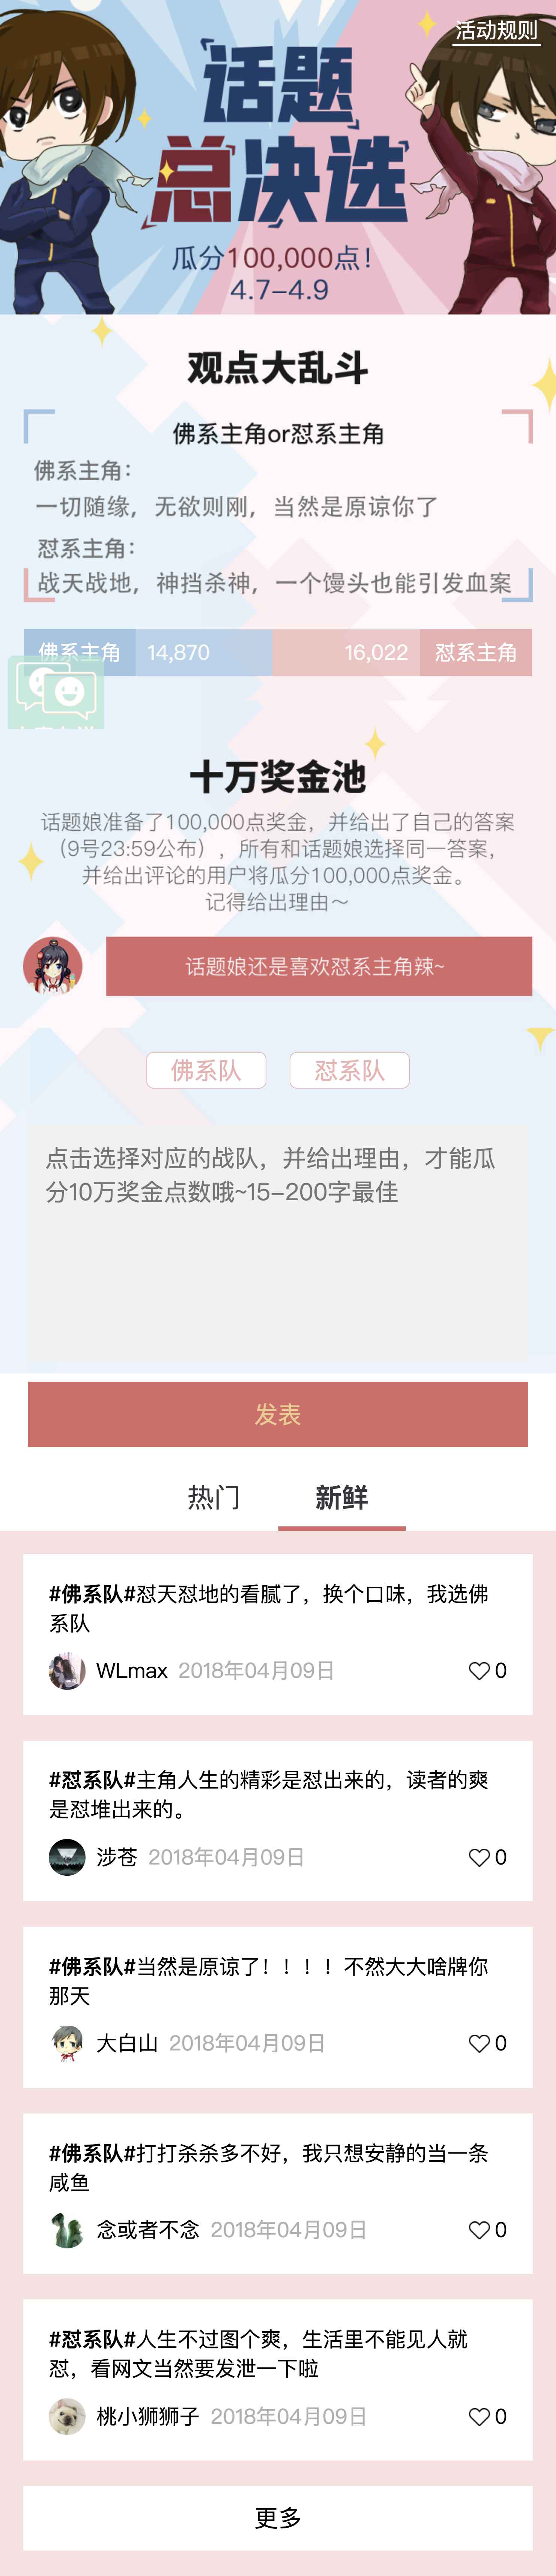 活动规则
话题
总决选
瓜分100,000点!
4.7-4.9
观点大乱斗
佛系主角or怼系主角
佛系主角：
一切随缘，无欲则刚，当然是原谅你了
怼系主角：
战天战地，神挡杀神，一个馒头也能引发血案
佛系主角 14,870 16,022 怼系主角
十万奖金池
话题娘准备了100,000点奖金，并给出了自己的答案
（9号23:59公布），所有和话题娘选择同一答案，
并给出评论的用户将瓜分100,000点奖金。
记得给出理由～
话题娘还是喜欢怼系主角辣~
佛系队 怼系队
点击选择对应的战队，并给出理由，才能瓜
分10万奖金点数哦~15-200字最佳
发表
热门 新鲜
#佛系队#怼天怼地的看腻了，换个口味，我选佛
系队
WLmax 2018年04月09日 0
#怼系队#主角人生的精彩是怼出来的，读者的爽
是怼堆出来的。
涉苍 2018年04月09日 0
#佛系队#当然是原谅了！！！！不然大大啥牌你
那天
大白山 2018年04月09日 0
#佛系队#打打杀杀多不好，我只想安静的当一条
咸鱼
念或者不念 2018年04月09日 0
#怼系队#人生不过图个爽，生活里不能见人就
怼，看网文当然要发泄一下啦
桃小狮狮子 2018年04月09日 0
更多